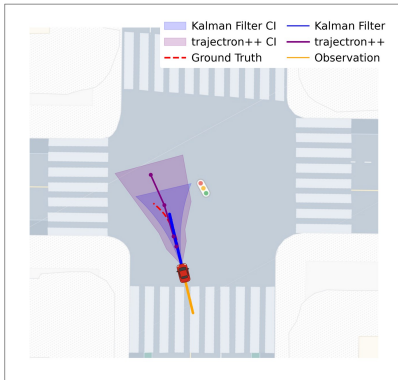 Kalman Filter CI Kalman Filter
trajectron++ CI trajectron++
Ground Truth Observation